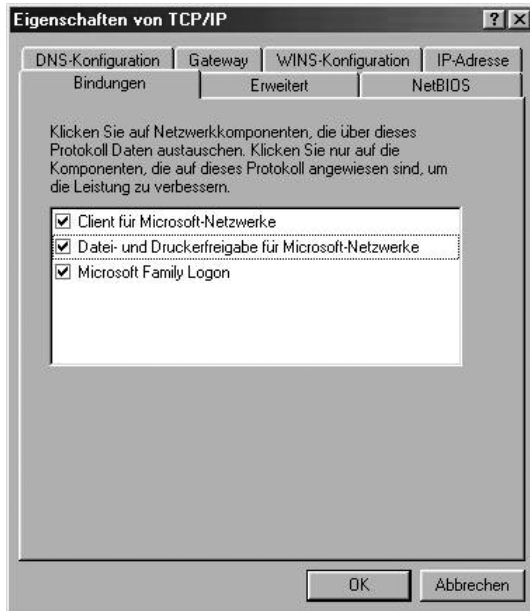 Eigenschaften von TCP/IP
DNS-Konfiguration Gateway WINS-Konfiguration IP-Adresse
Bindungen Erweitert NetBIOS
Klicken Sie auf Netzwerkkomponenten, die über dieses
Protokoll Daten austauschen. Klicken Sie nur auf die
Komponenten, die auf dieses Protokoll angewiesen sind, um
die Leistung zu verbessern.
Client für Microsoft-Netzwerke
Datei- und Druckerfreigabe für Microsoft-Netzwerke
Microsoft Family Logon
OK Abbrechen